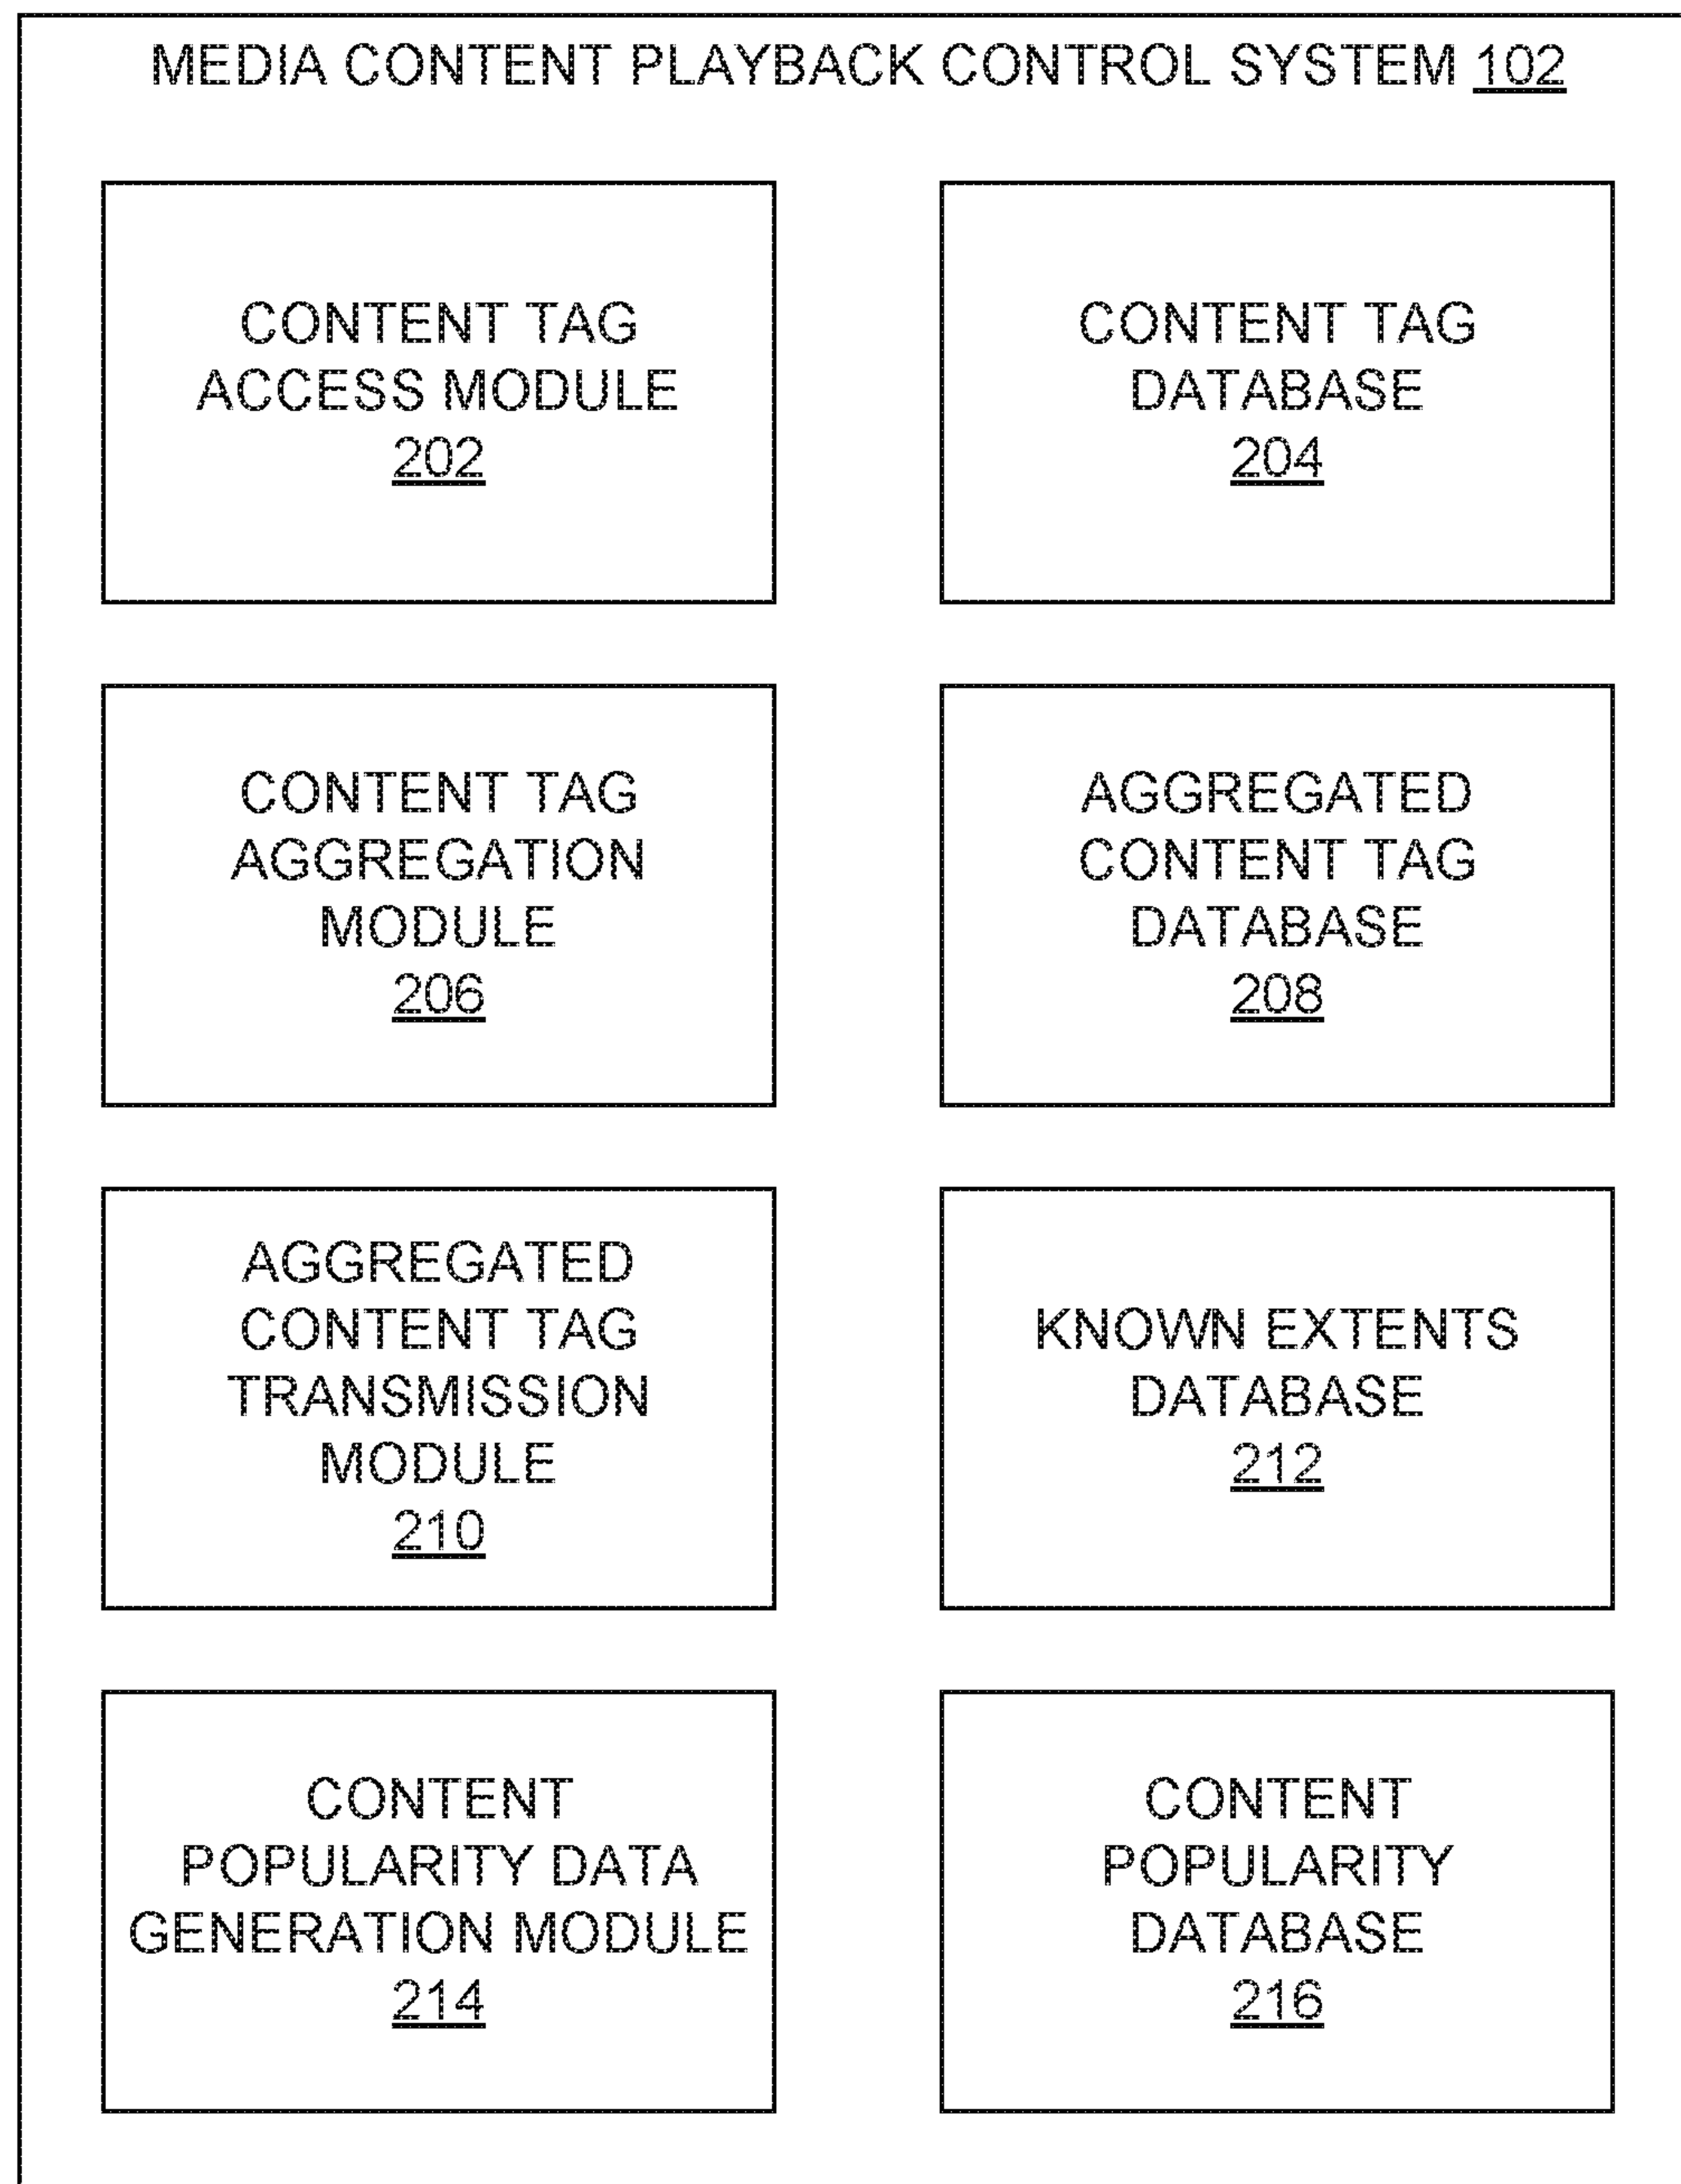 MEDIA CONTENT PLAYBACK CONTROL SYSTEM 102
CONTENT TAG
ACCESS MODULE
202
CONTENT TAG
DATABASE
204
CONTENT TAG
AGGREGATION
MODULE
206
AGGREGATED
CONTENT TAG
DATABASE
208
AGGREGATED
CONTENT TAG
TRANSMISSION
MODULE
210
KNOWN EXTENTS
DATABASE
212
CONTENT
POPULARITY DATA
GENERATION MODULE
214
CONTENT
POPULARITY
DATABASE
216